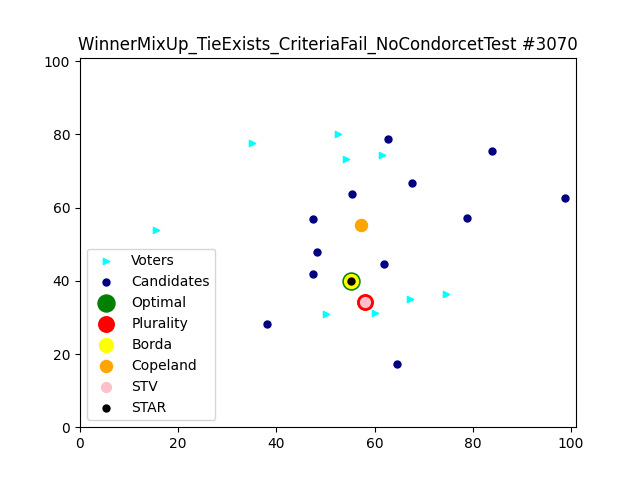 WinnerMixUp_TieExists_CriteriaFail_NoCondorcetTest #3070
100
80
60
40
20
0
Voters
Candidates
Optimal
Plurality
Borda
Copeland
STV
STAR
0 20 40 60 80 100